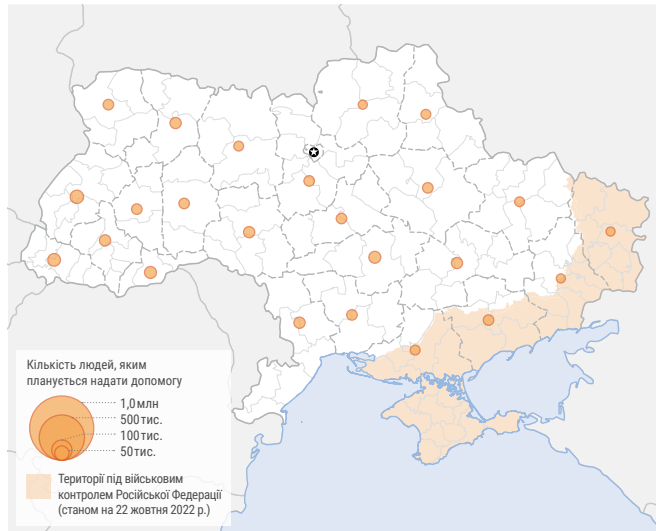 Кількість людей, яким
планується надати допомогу
1,0 млн
500 тис.
100 тис.
50 тис.
Території під військовим
контролем Російської Федерації
(станом на 22 жовтня 2022 р.)